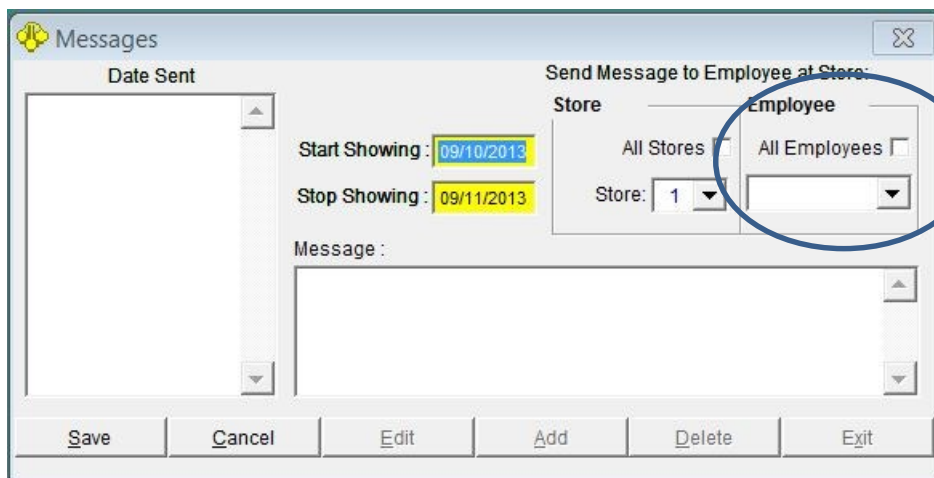 Messages
Date Sent
Send Message to Employee at Store:
Store
Employee
Start Showing : 09/10/2013
All Stores
All Employees
Stop Showing : 09/11/2013
Store: 1
Message :
Save
Cancel
Edit
Add
Delete
Exit